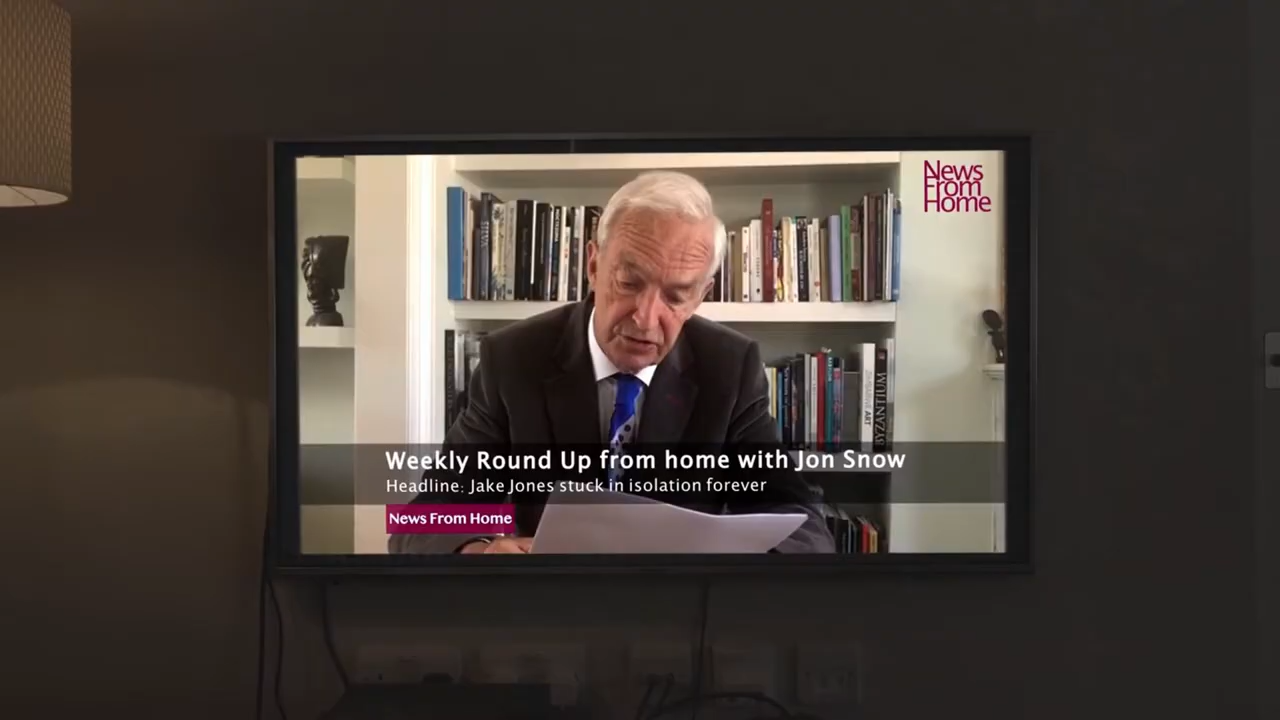 News
From
Home
BYZANTIUM
Weekly Round Up from home with Jon Snow
Headline: Jake Jones stuck in isolation forever
News From Home